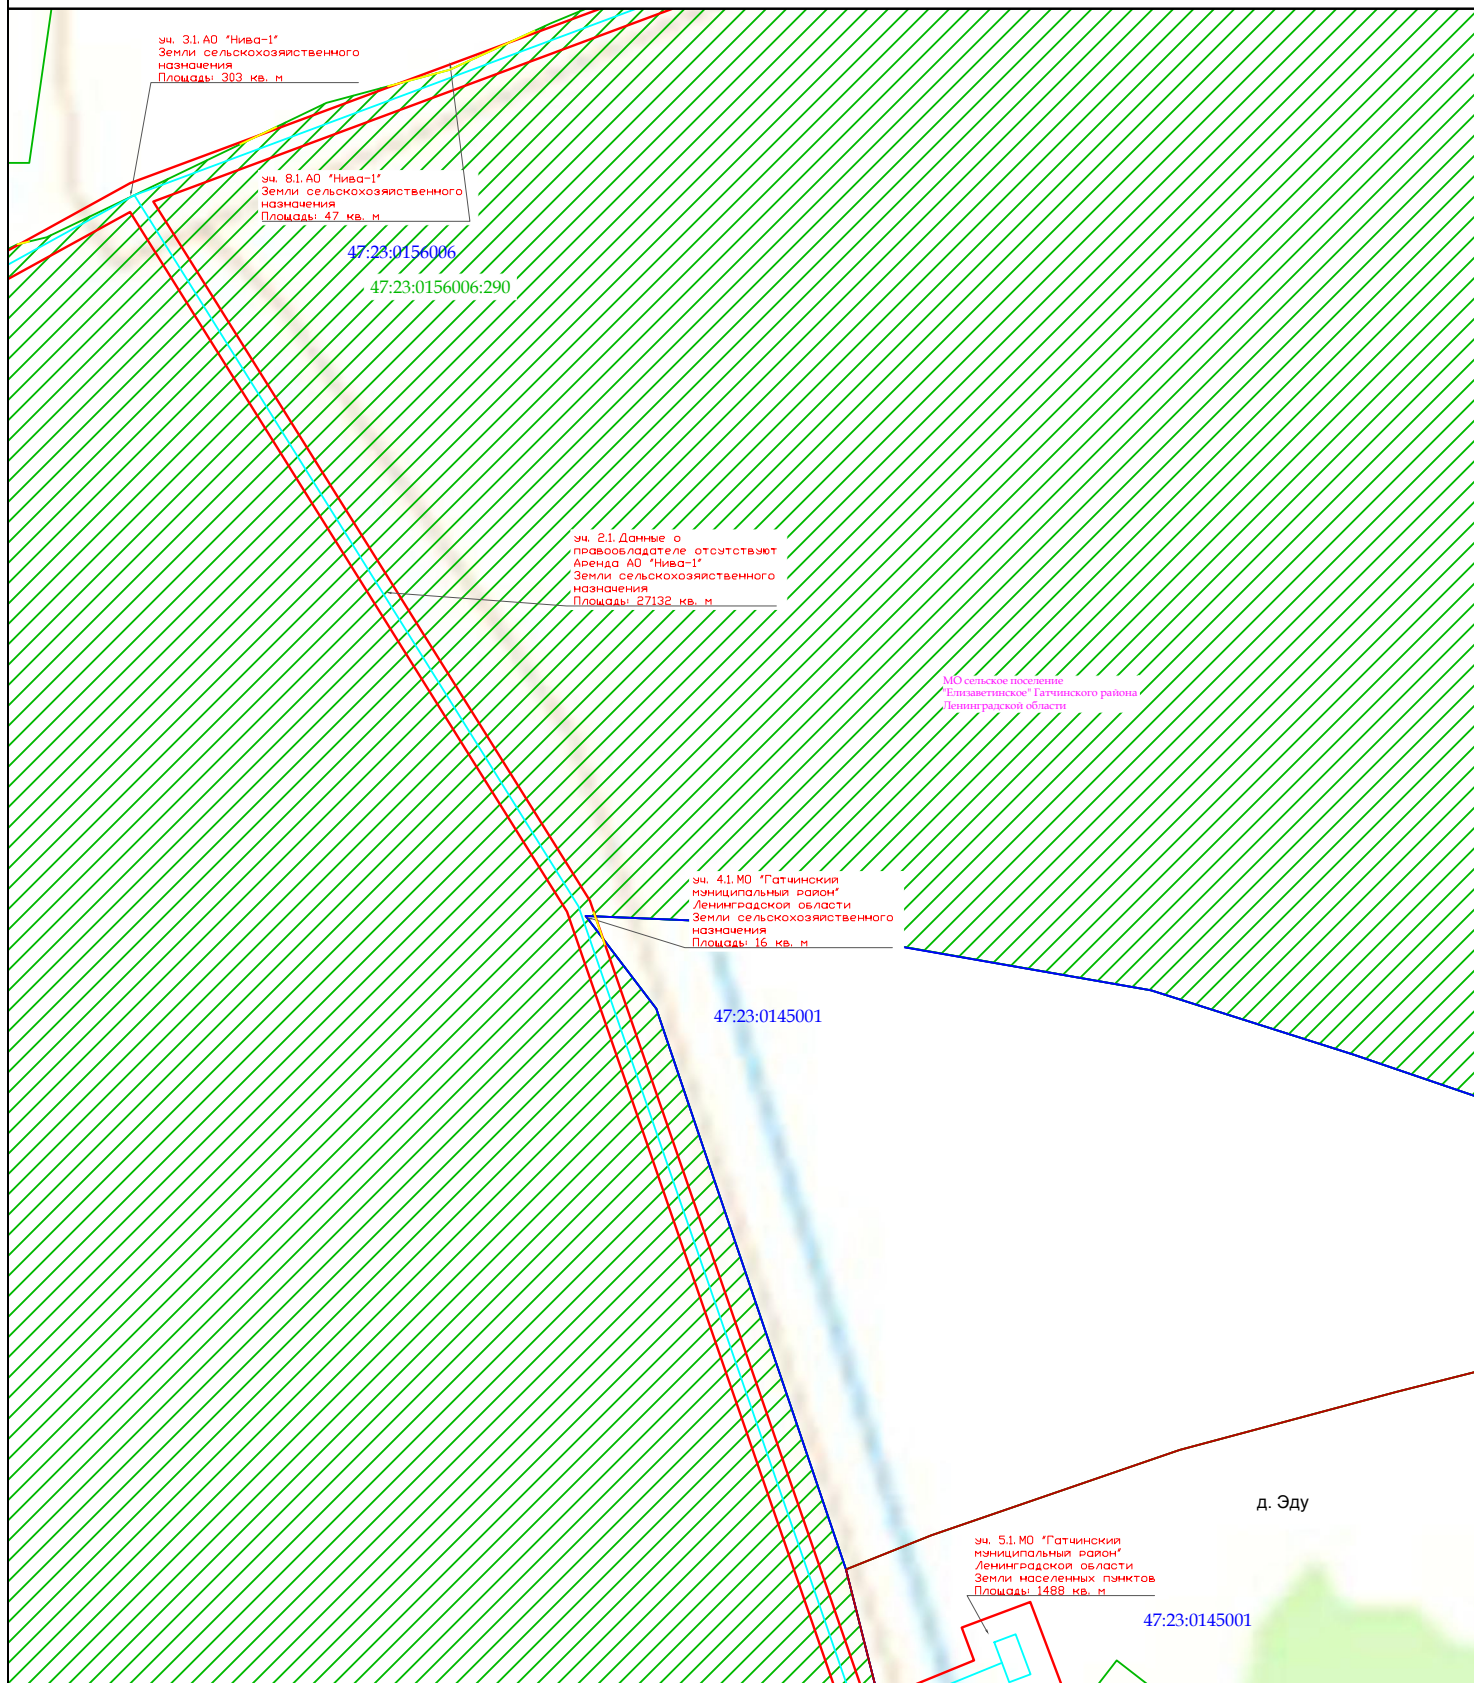 уч. 3.1. АО "Нива-1"
Земли сельскохозяйственного
назначения
Площадь: 303 кв. м
уч. 8.1. АО "Нива-1"
Земли сельскохозяйственного
назначения
Площадь: 47 кв. м
47:23:0156006
47:23:0156006:290
уч. 2.1. Данные о
правообладателе отсутствуют
Аренда АО "Нива-1"
Земли сельскохозяйственного
назначения
Площадь: 27132 кв. м
МО сельское поселение
"Елизаветинское" Гатчинского района
Ленинградской области
уч. 4.1. МО "Гатчинский
муниципальный район"
Ленинградской области
Земли сельскохозяйственного
назначения
Площадь: 16 кв. м
47:23:0145001
д. Эду
уч. 5.1. МО "Гатчинский
муниципальный район"
Ленинградской области
Земли населенных пунктов
Площадь: 1488 кв. м
47:23:0145001